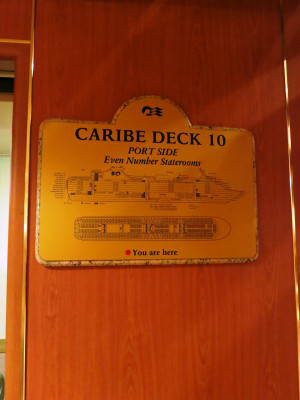 CARIBE DECK 10
PORT SIDE
Even Number Staterooms
You are here